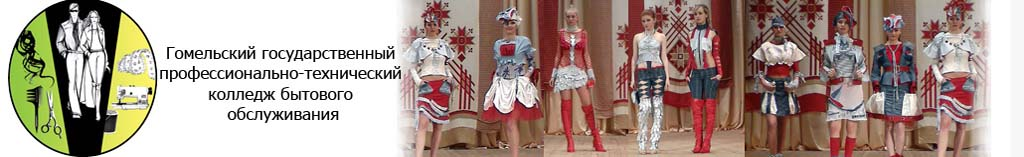 Гомельский государственный
профессионально-технический
колледж бытового
обслуживания